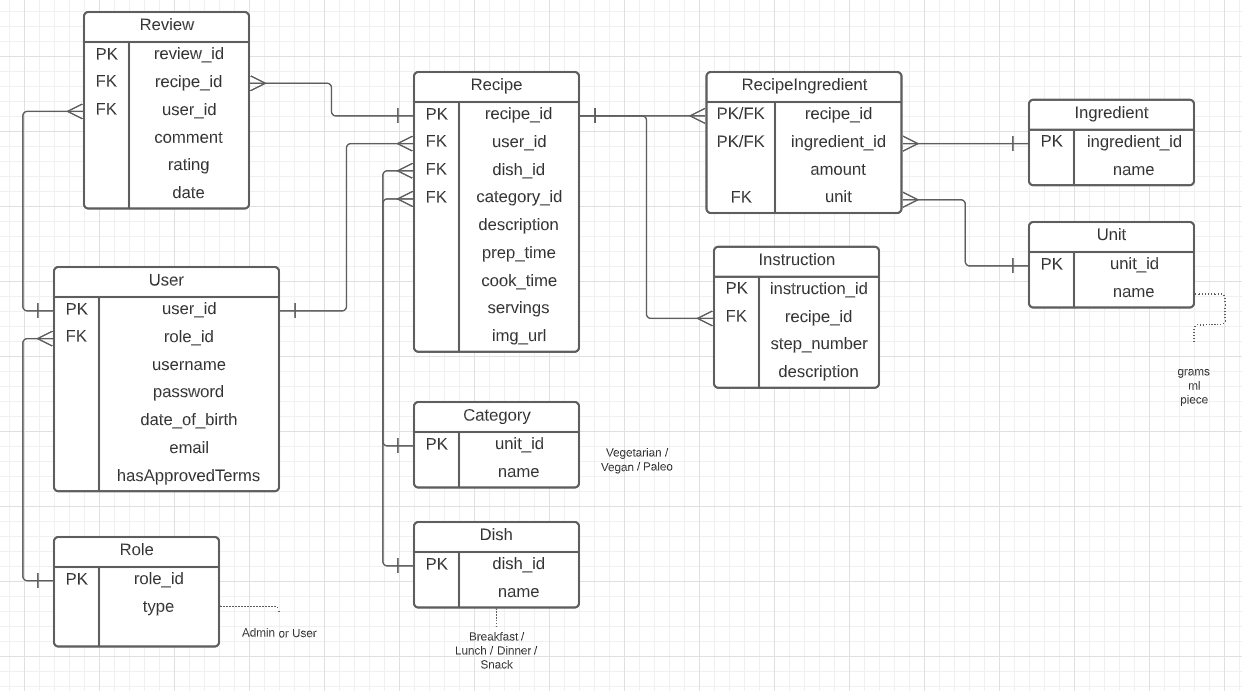 Review
PK review_id
FK recipe_id
FK user_id
comment
rating
date
User
PK user_id
FK role_id
username
password
date_of_birth
email
hasApprovedTerms
Role
PK role_id
type
Admin or User
Recipe
PK recipe_id
FK user_id
FK dish_id
FK category_id
description
prep_time
cook_time
servings
img_url
Category
PK unit_id
name
Vegetarian /
Vegan / Paleo
Dish
PK dish_id
name
Breakfast /
Lunch / Dinner /
Snack
RecipeIngredient
PK/FK recipe_id
PK/FK ingredient_id
amount
FK unit
Instruction
PK instruction_id
FK recipe_id
step_number
description
Ingredient
PK ingredient_id
name
Unit
PK unit_id
name
grams
ml
piece